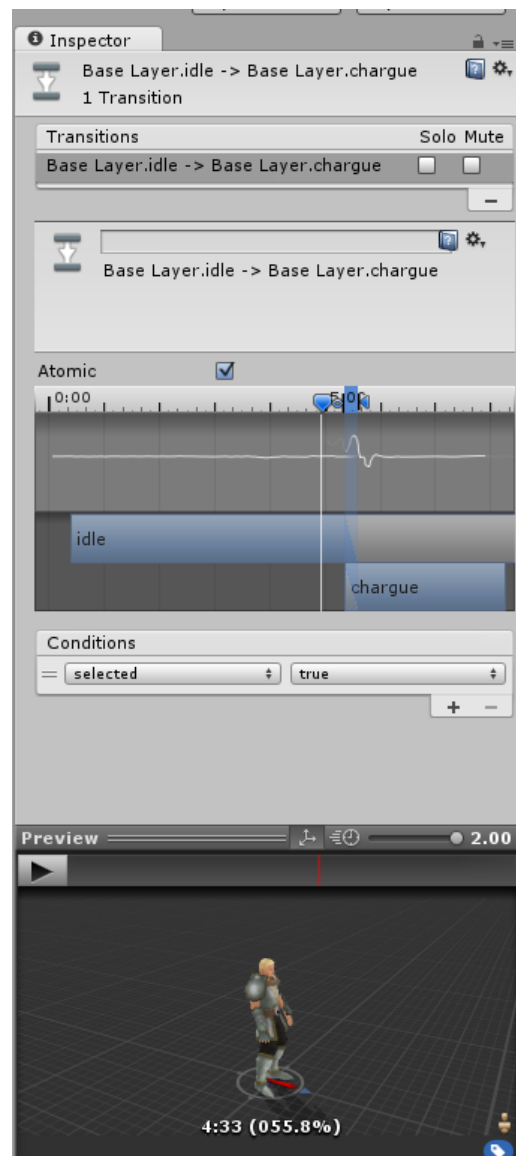 Inspector
Base Layer.idle -> Base Layer.chargue
1 Transition
Transitions Solo Mute
Base Layer.idle -> Base Layer.chargue
Base Layer.idle -> Base Layer.chargue
Atomic
0:00 5:00
idle
chargue
Conditions
selected true
Preview 2.00
4:33 (055.8%)